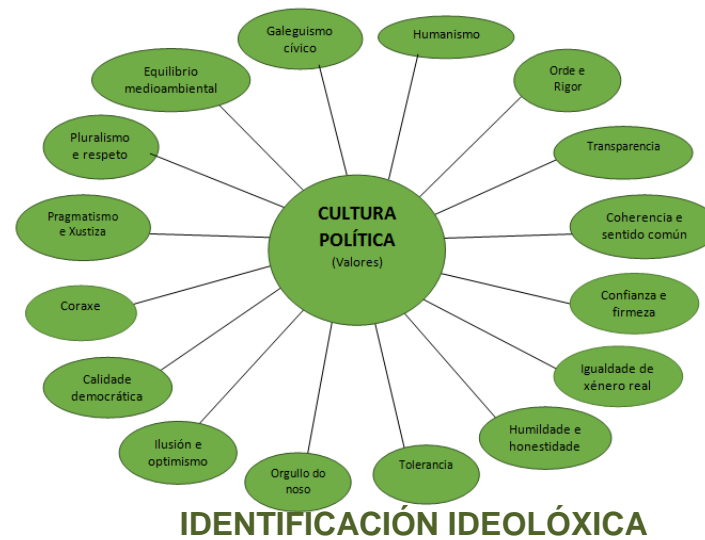 Galeguismo
cívico
Humanismo
Orde e
Rigor
Transparencia
Coherencia e
sentido común
Confianza e
firmeza
Igualdade de
xénero real
Humildade e
honestidade
Tolerancia
Orgullo do
noso
Ilusión e
optimismo
Calidade
democrática
Coraxe
Pragmatismo
e Xustiza
Pluralismo
e respeto
Equilibrio
medioambiental
CULTURA
POLÍTICA
(Valores)
IDENTIFICACIÓN IDEOLÓXICA